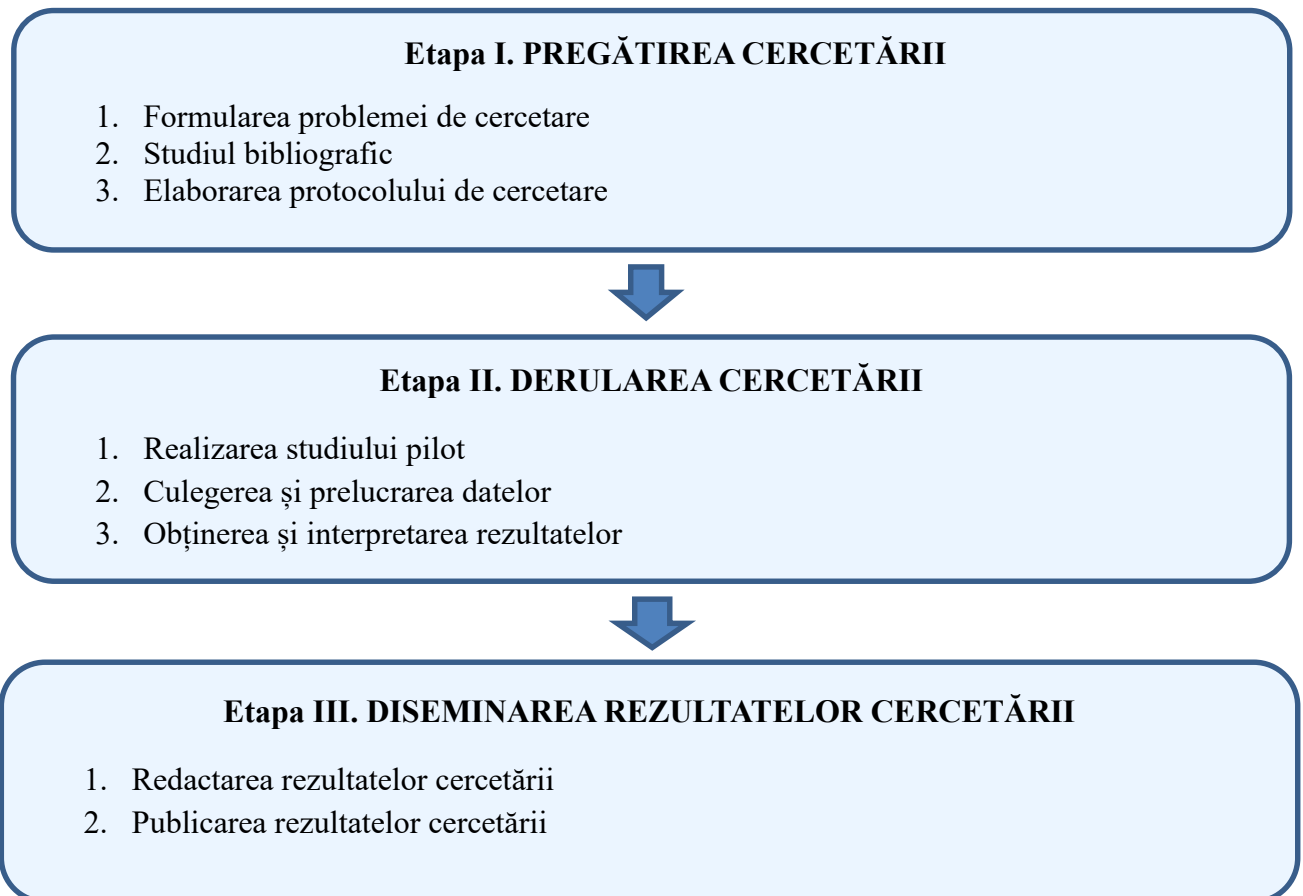 Etapa I. PREGĂTIREA CERCETĂRII
1. Formularea problemei de cercetare
2. Studiul bibliografic
3. Elaborarea protocolului de cercetare
Etapa II. DERULAREA CERCETĂRII
1. Realizarea studiului pilot
2. Culegerea și prelucrarea datelor
3. Obținerea și interpretarea rezultatelor
Etapa III. DISEMINAREA REZULTATELOR CERCETĂRII
1. Redactarea rezultatelor cercetării
2. Publicarea rezultatelor cercetării